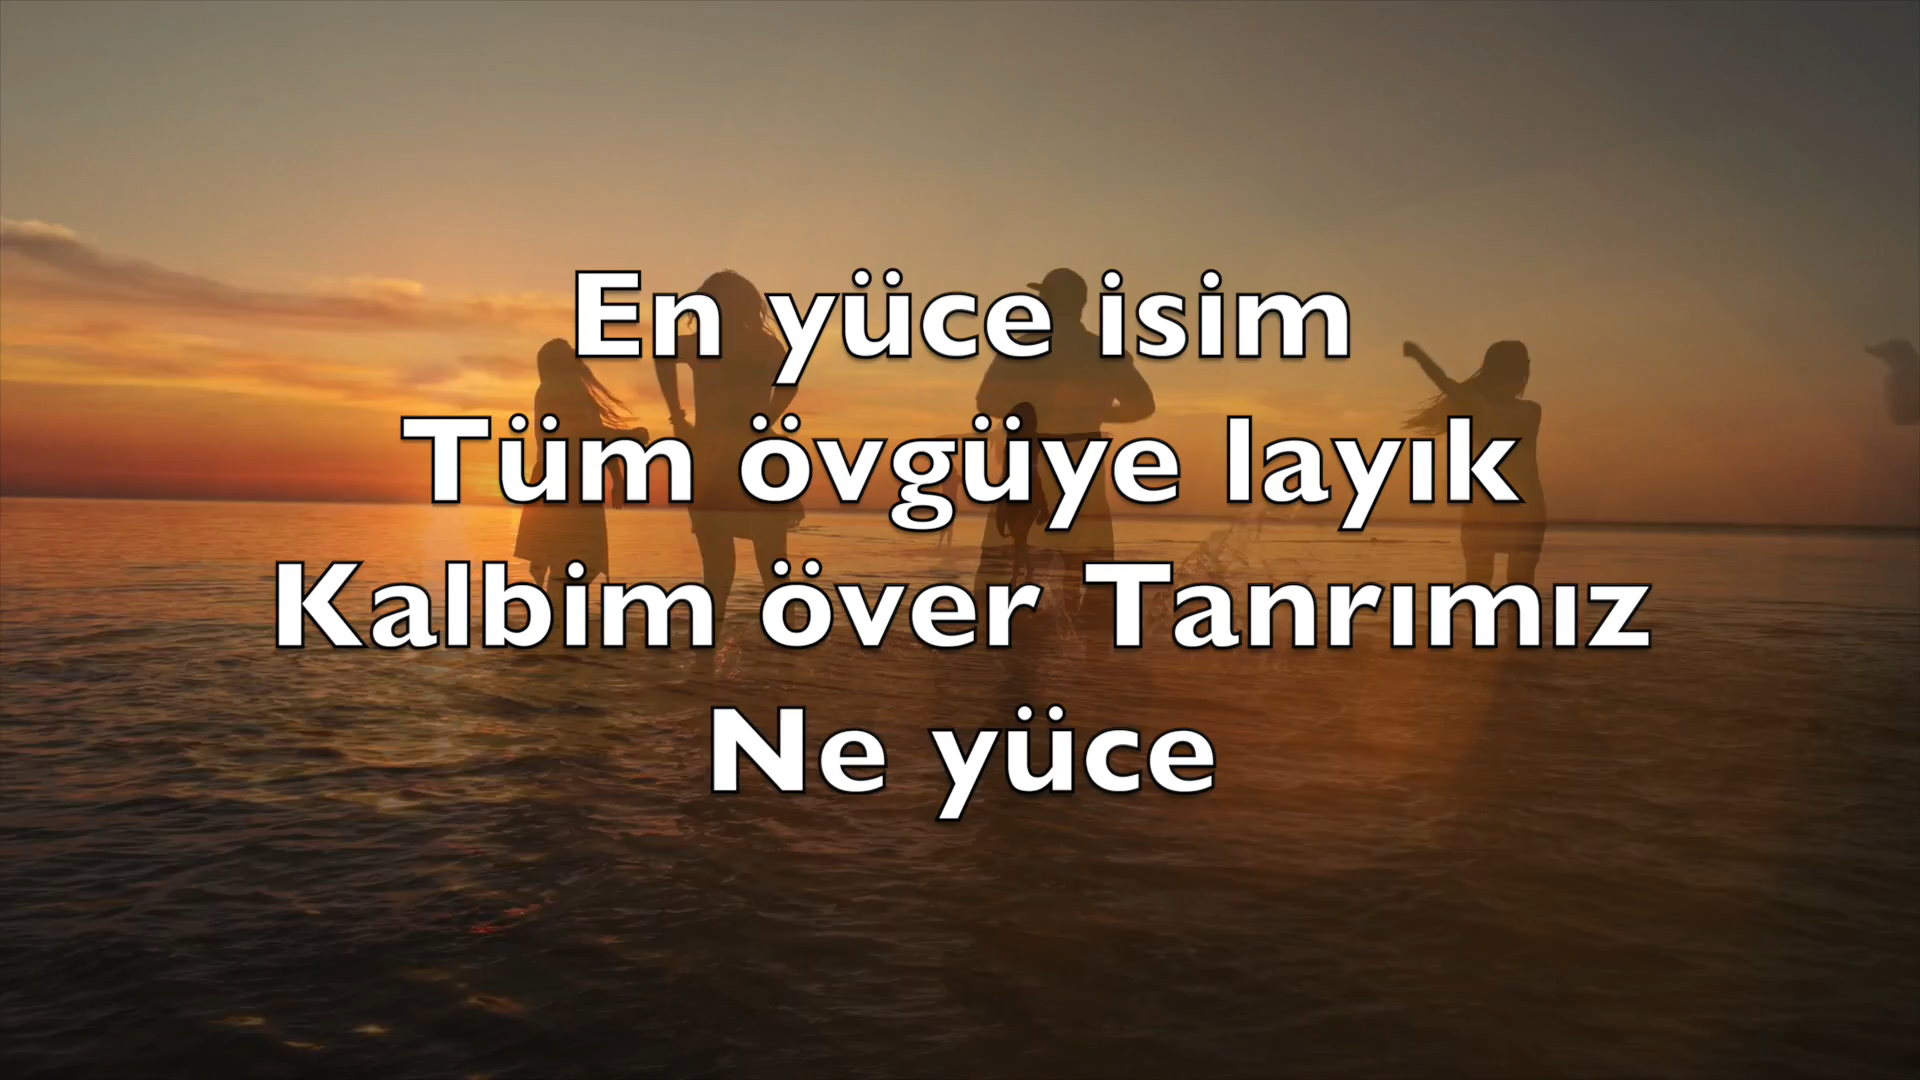 En yüce isim
Tüm övgüye layık
Kalbim över Tanrımız
Ne yüce